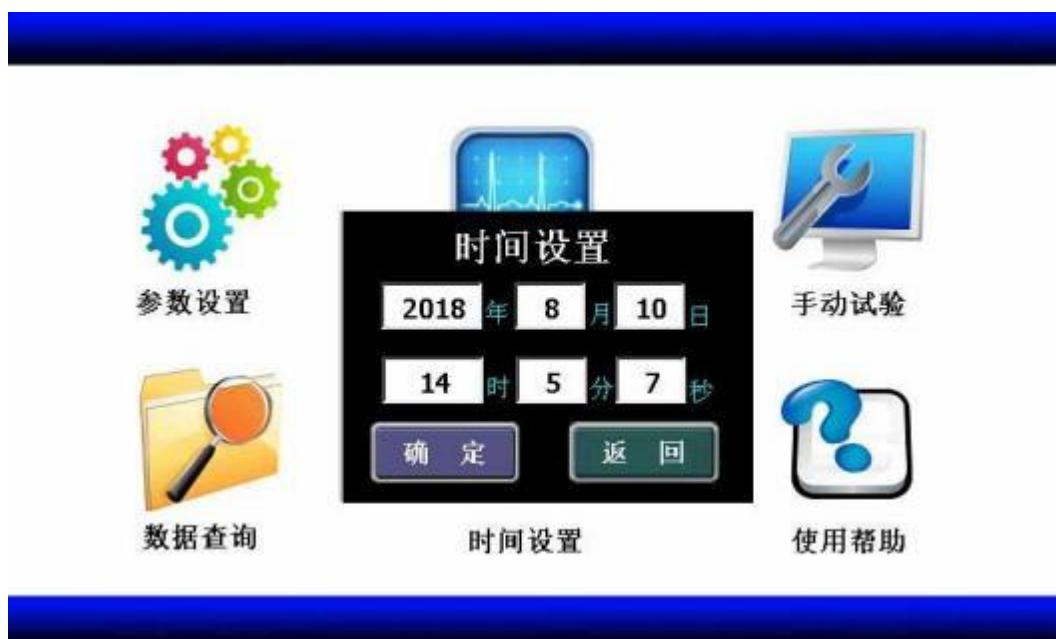 时间设置
参数设置
2018 年 8 月 10 日
手动试验
14 时 5 分 7 秒
确 定 返 回
数据查询 时间设置 使用帮助